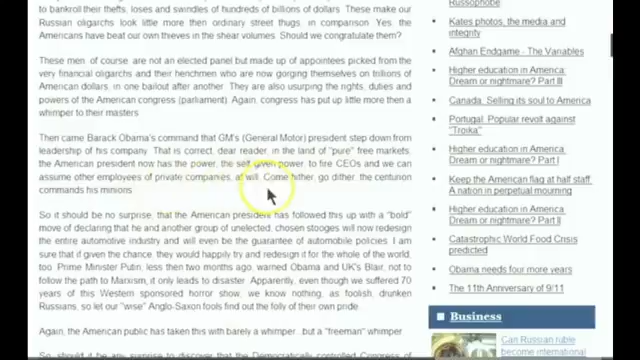 to bankroll their thefts, loses and swindles of hundreds of billions of dollars. These make our
Russian oligarchs look little more then ordinary street thugs, in comparison. Yes, the
Americans have beat our own thieves in the shear volumes. Should we congratulate them?
These men, of course, are not an elected panel but made up of appointees picked from the
very financial oligarchs and their henchmen who are now gorging themselves on trillions of
American dollars, in one bailout after another. They are also usurping the rights, duties and
powers of the American congress (parliament). Again, congress has put up little more then a
whimper to their masters.
Then came Barack Obama's command that GM's (General Motor) president step down from
leadership of his company. That is correct, dear reader, in the land of "pure" free markets,
the American president now has the power, the self given power, to fire CEOs and we can
assume other employees of private companies, at will. Come hither, go dither, the centurion
commands his minions.
So it should be no surprise, that the American president has followed this up with a "bold"
move of declaring that he and another group of unelected, chosen stooges will now redesign
the entire automotive industry and will even be the guarantee of automobile policies. I am
sure that if given the chance, they would happily try and redesign it for the whole of the world,
too. Prime Minister Putin, less then two months ago, warned Obama and UK's Blair, not to
follow the path to Marxism, it only leads to disaster. Apparently, even though we suffered 70
years of this Western sponsored horror show, we know nothing, as foolish, drunken
Russians, so let our "wise" Anglo-Saxon fools find out the folly of their own pride.
Again, the American public has taken this with barely a whimper...but a "freeman" whimper.
So, should it be any surprise to discover that the Democratically controlled Congress of
Russophobe
Kates photos, the media and
integrity
Afghan Endgame - The Variables
Higher education in America:
Dream or nightmare? Part III
Canada: Selling its soul to America
Portugal: Popular revolt against
"Troika"
Higher education in America:
Dream or nightmare? Part I
Keep the American flag at half staff:
A nation in perpetual mourning
Higher education in America:
Dream or nightmare? Part II
Catastrophic World Food Crisis
predicted
Obama needs four more years
The 11th Anniversary of 9/11
Business
Can Russian ruble
become international